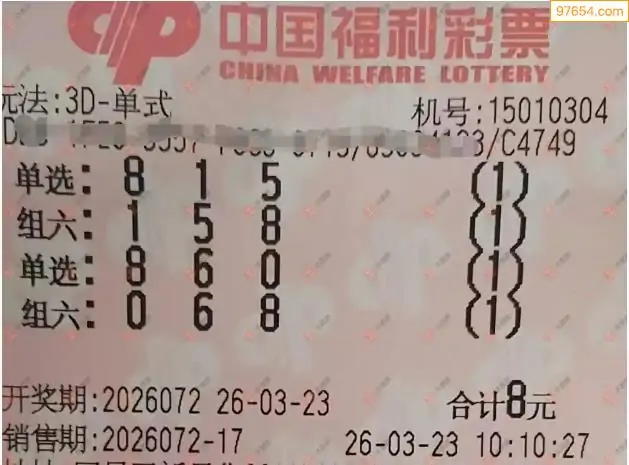 97654.com
中国福利彩票
CHINA WELFARE LOTTERY
玩法:3D-单式 机号:15010304
/C4749
单选: 8 1 5 (1)
组六: 1 5 8 (1)
单选: 8 6 0 (1)
组六: 0 6 8 (1)
开奖期:2026072 26-03-23 合计8元
销售期:2026072-17 26-03-23 10:10:27